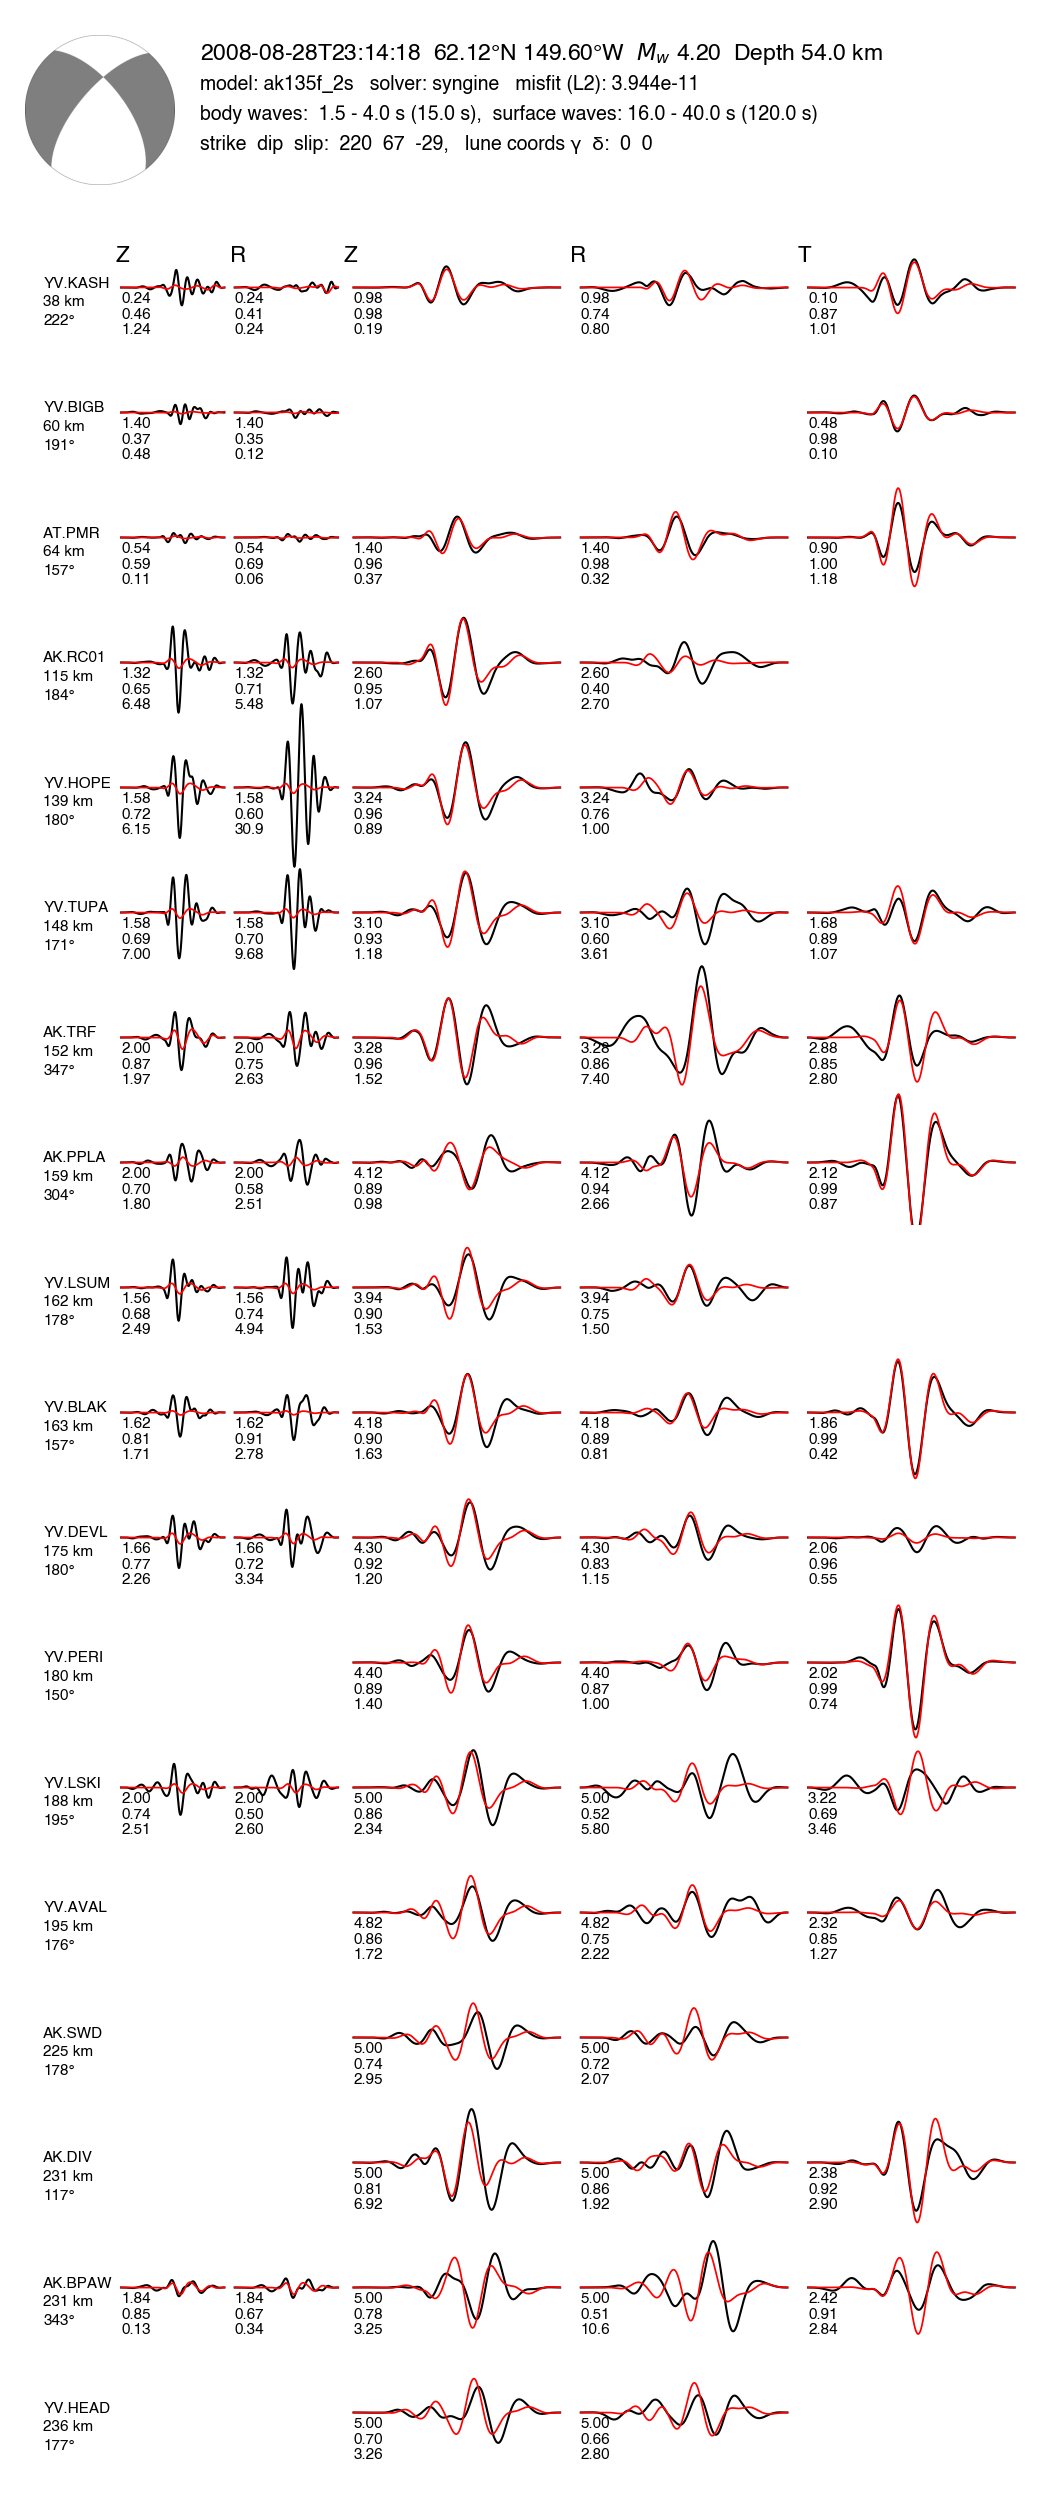 2008-08-28T23:14:18  62.12°N 149.60°W  Mw 4.20  Depth 54.0 km
model: ak135f_2s   solver: syngine   misfit (L2): 3.944e-11
body waves:  1.5 - 4.0 s (15.0 s),  surface waves: 16.0 - 40.0 s (120.0 s)
strike  dip  slip:  220  67  -29,   lune coords γ  δ:  0  0
Z R Z R T
YV.KASH
38 km 0.24 0.24 0.98 0.98 0.10
222° 0.46 0.41 0.98 0.74 0.87
1.24 0.24 0.19 0.80 1.01
YV.BIGB
60 km 1.40 1.40 0.48
191° 0.37 0.35 0.98
0.48 0.12 0.10
AT.PMR
64 km 0.54 0.54 1.40 1.40 0.90
157° 0.59 0.69 0.96 0.98 1.00
0.11 0.06 0.37 0.32 1.18
AK.RC01
115 km 1.32 1.32 2.60 2.60
184° 0.65 0.71 0.95 0.40
6.48 5.48 1.07 2.70
YV.HOPE
139 km 1.58 1.58 3.24 3.24
180° 0.72 0.60 0.96 0.76
6.15 30.9 0.89 1.00
YV.TUPA
148 km 1.58 1.58 3.10 3.10 1.68
171° 0.69 0.70 0.93 0.60 0.89
7.00 9.68 1.18 3.61 1.07
AK.TRF
152 km 2.00 2.00 3.28 3.28 2.88
347° 0.87 0.75 0.96 0.86 0.85
1.97 2.63 1.52 7.40 2.80
AK.PPLA
159 km 2.00 2.00 4.12 4.12 2.12
304° 0.70 0.58 0.89 0.94 0.99
1.80 2.51 0.98 2.66 0.87
YV.LSUM
162 km 1.56 1.56 3.94 3.94
178° 0.68 0.74 0.90 0.75
2.49 4.94 1.53 1.50
YV.BLAK
163 km 1.62 1.62 4.18 4.18 1.86
157° 0.81 0.91 0.90 0.89 0.99
1.71 2.78 1.63 0.81 0.42
YV.DEVL
175 km 1.66 1.66 4.30 4.30 2.06
180° 0.77 0.72 0.92 0.83 0.96
2.26 3.34 1.20 1.15 0.55
YV.PERI
180 km 4.40 4.40 2.02
150° 0.89 0.87 0.99
1.40 1.00 0.74
YV.LSKI
188 km 2.00 2.00 5.00 5.00 3.22
195° 0.74 0.50 0.86 0.52 0.69
2.51 2.60 2.34 5.80 3.46
YV.AVAL
195 km 4.82 4.82 2.32
176° 0.86 0.75 0.85
1.72 2.22 1.27
AK.SWD
225 km 5.00 5.00
178° 0.74 0.72
2.95 2.07
AK.DIV
231 km 5.00 5.00 2.38
117° 0.81 0.86 0.92
6.92 1.92 2.90
AK.BPAW
231 km 1.84 1.84 5.00 5.00 2.42
343° 0.85 0.67 0.78 0.51 0.91
0.13 0.34 3.25 10.6 2.84
YV.HEAD
236 km 5.00 5.00
177° 0.70 0.66
3.26 2.80